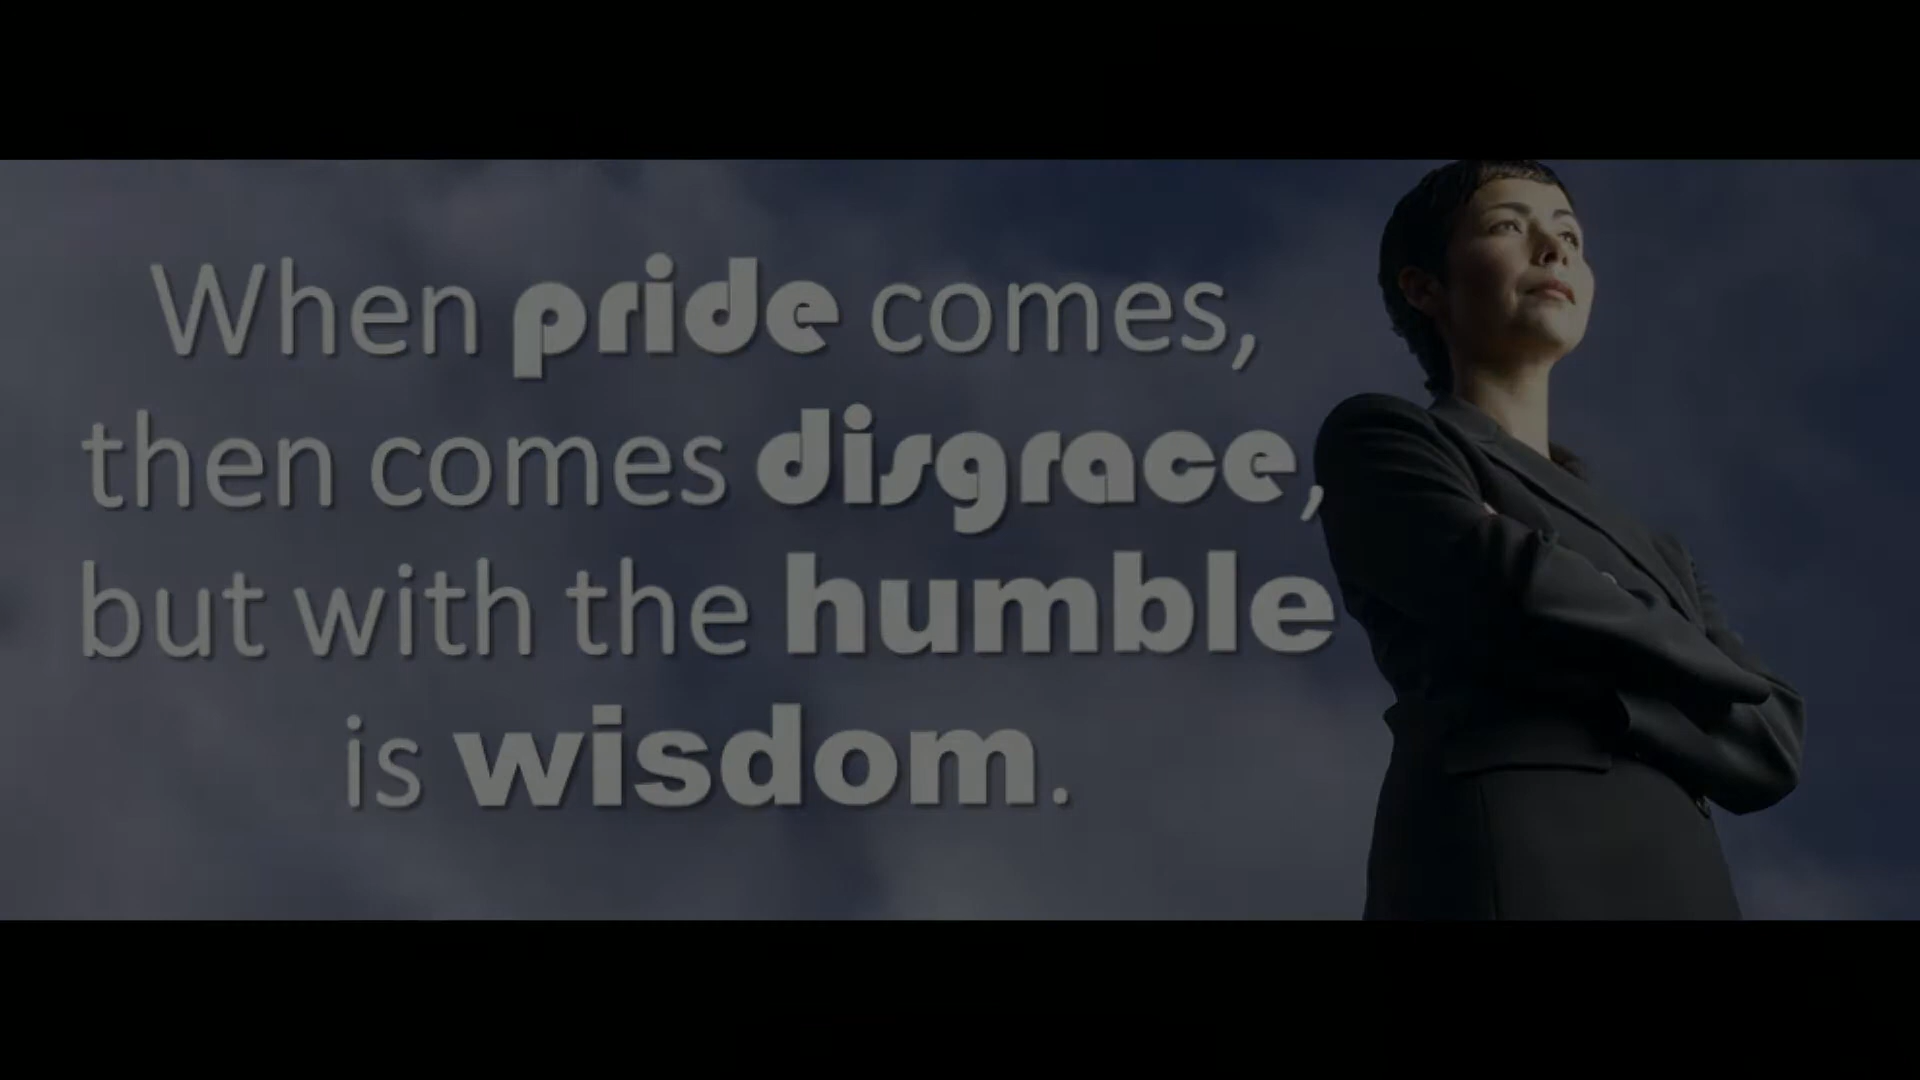 When pride comes,
then comes disgrace,
but with the humble
is wisdom.